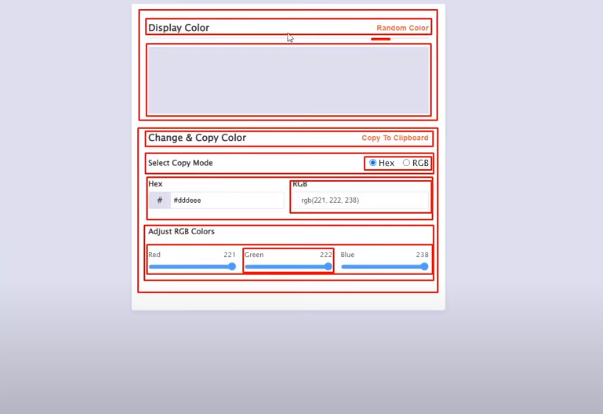 Display Color Random Color
Change & Copy Color Copy To Clipboard
Select Copy Mode Hex RGB
Hex RGB
# #dddeee rgb(221, 222, 238)
Adjust RGB Colors
Red 221 Green 222 Blue 238